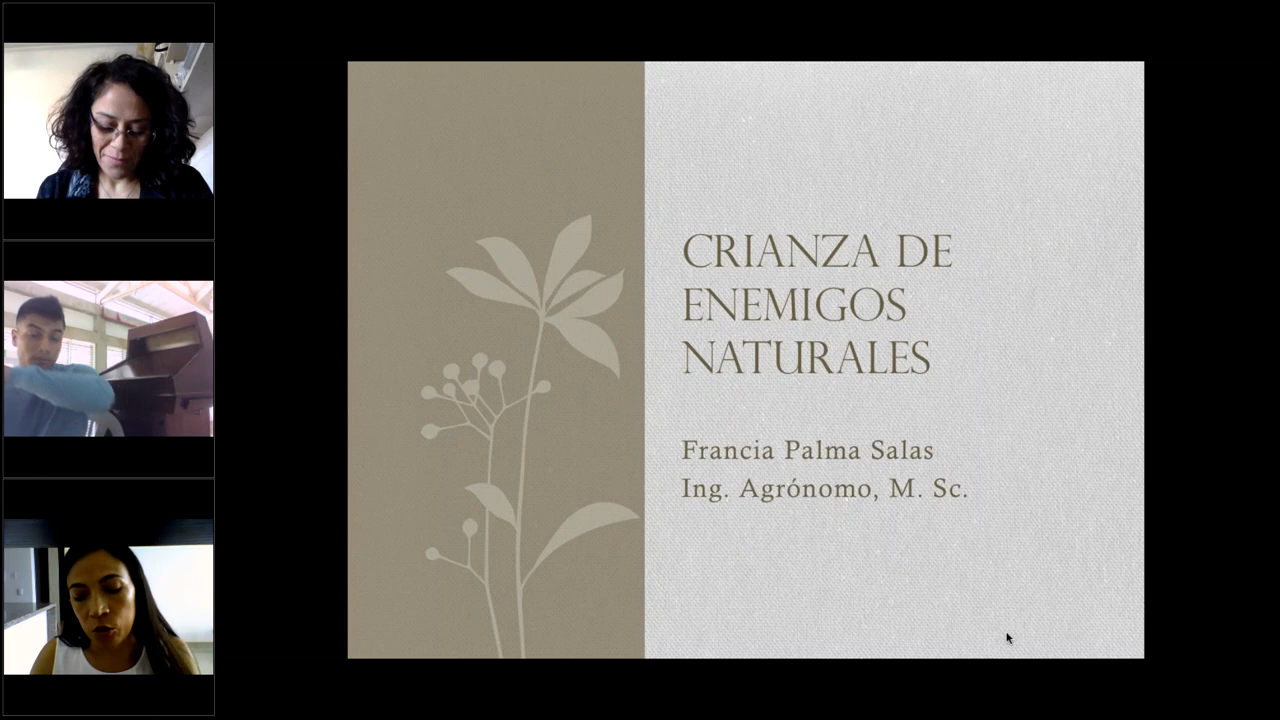 CRIANZA DE
ENEMIGOS
NATURALES
Francia Palma Salas
Ing. Agrónomo, M. Sc.